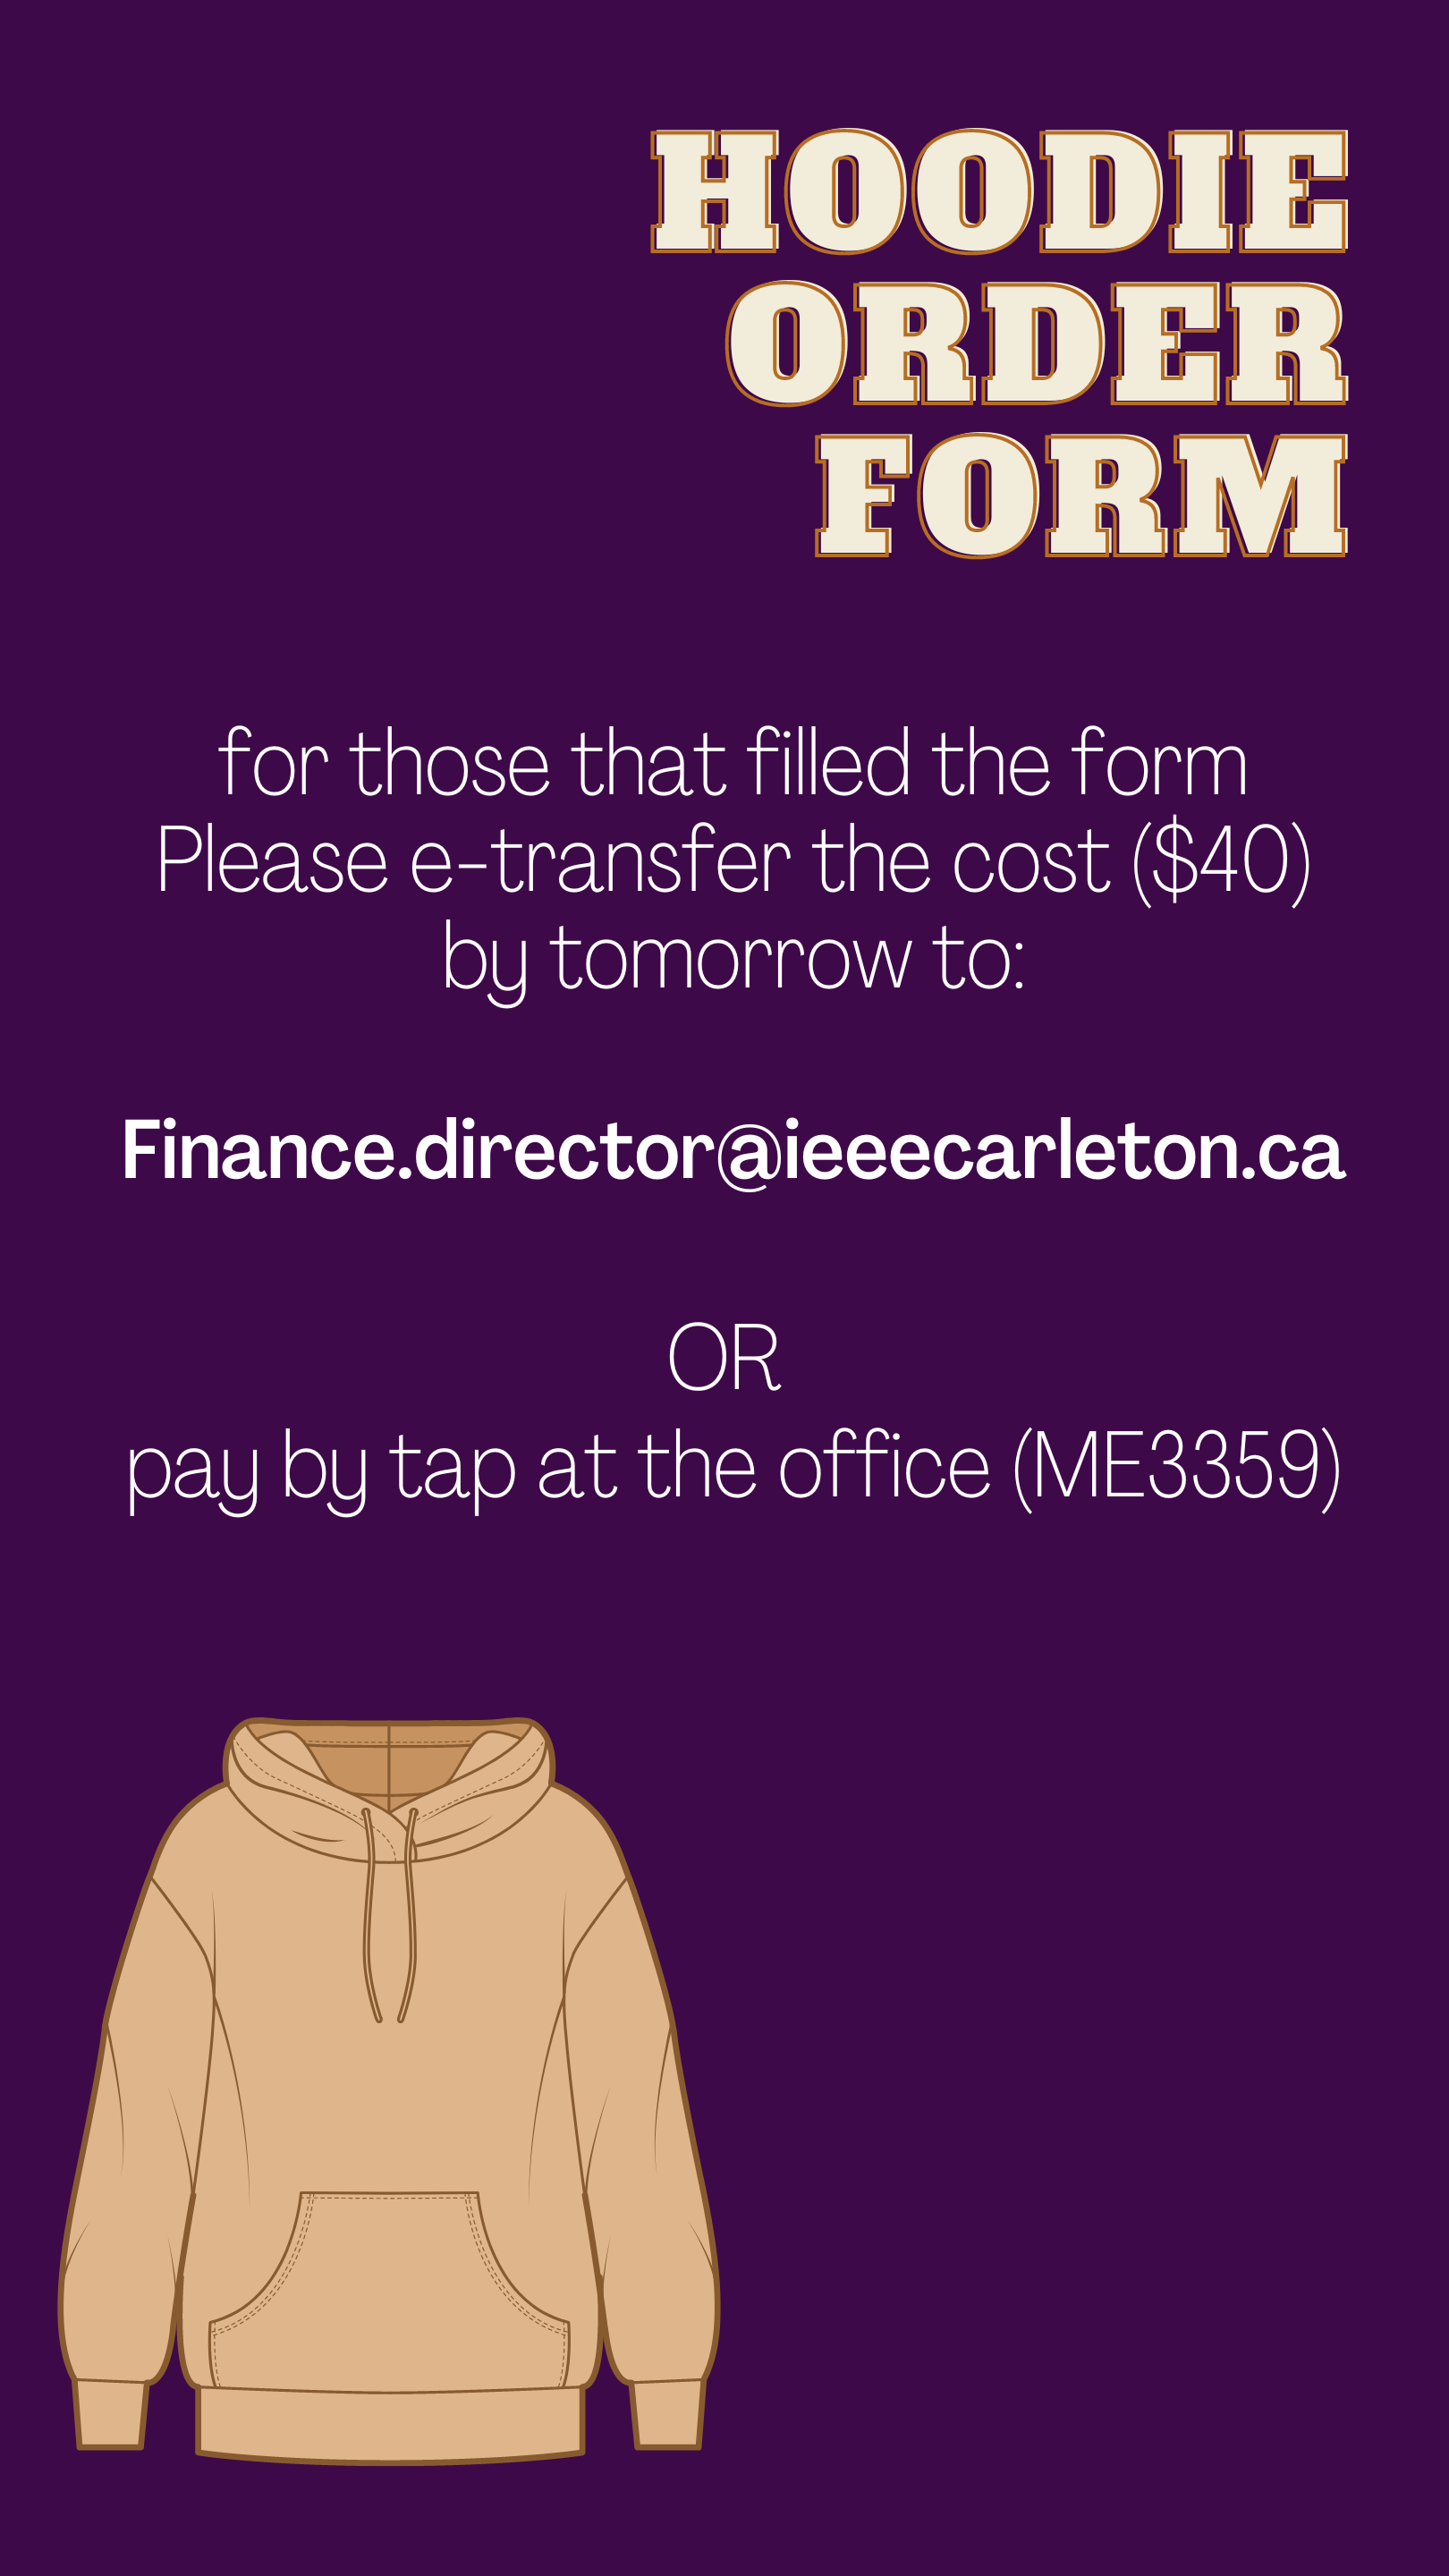 HOODIE
ORDER
FORM
for those that filled the form
Please e-transfer the cost ($40)
by tomorrow to:
Finance.director@ieeecarleton.ca
OR
pay by tap at the office (ME3359)